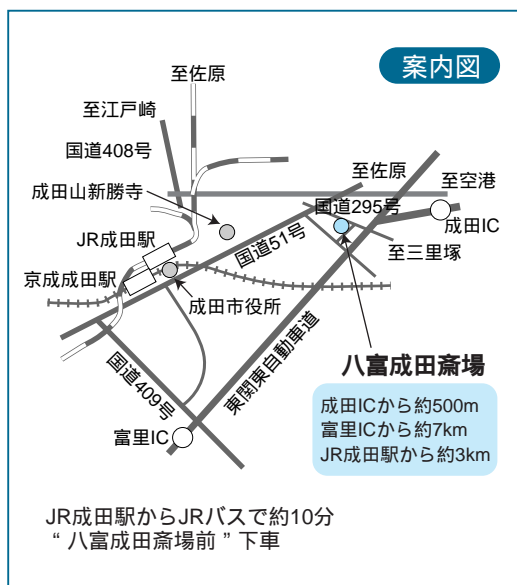 案内図
至佐原
至江戸崎
国道408号
至佐原
至空港
成田山新勝寺
国道295号
成田IC
JR成田駅
国道51号
至三里塚
京成成田駅
成田市役所
東関東自動車道
国道409号
八富成田斎場
成田ICから約500m
富里ICから約7km
JR成田駅から約3km
富里IC
JR成田駅からJRバスで約10分
“ 八富成田斎場前 ” 下車